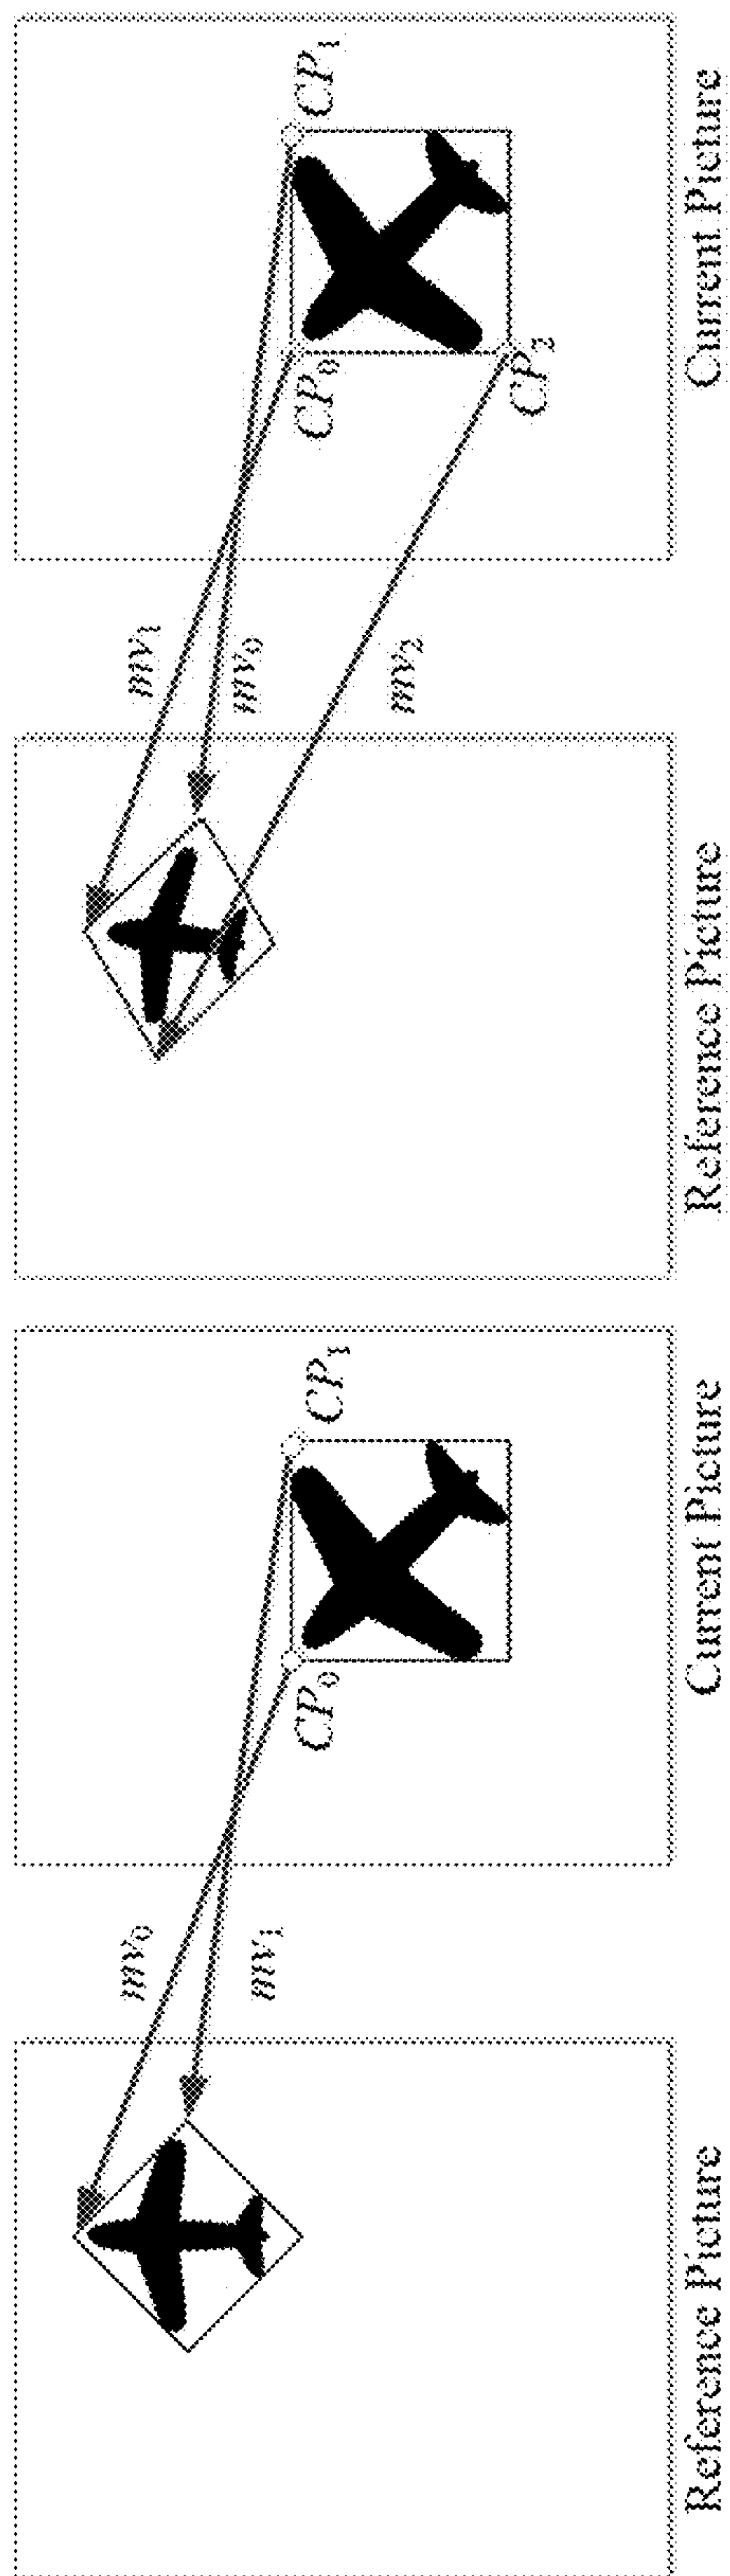 mv₀
mv₁
CP₀
CP₁
Reference Picture
Current Picture
mv₁
mv₀
mv₂
CP₀
CP₁
CP₂
Reference Picture
Current Picture